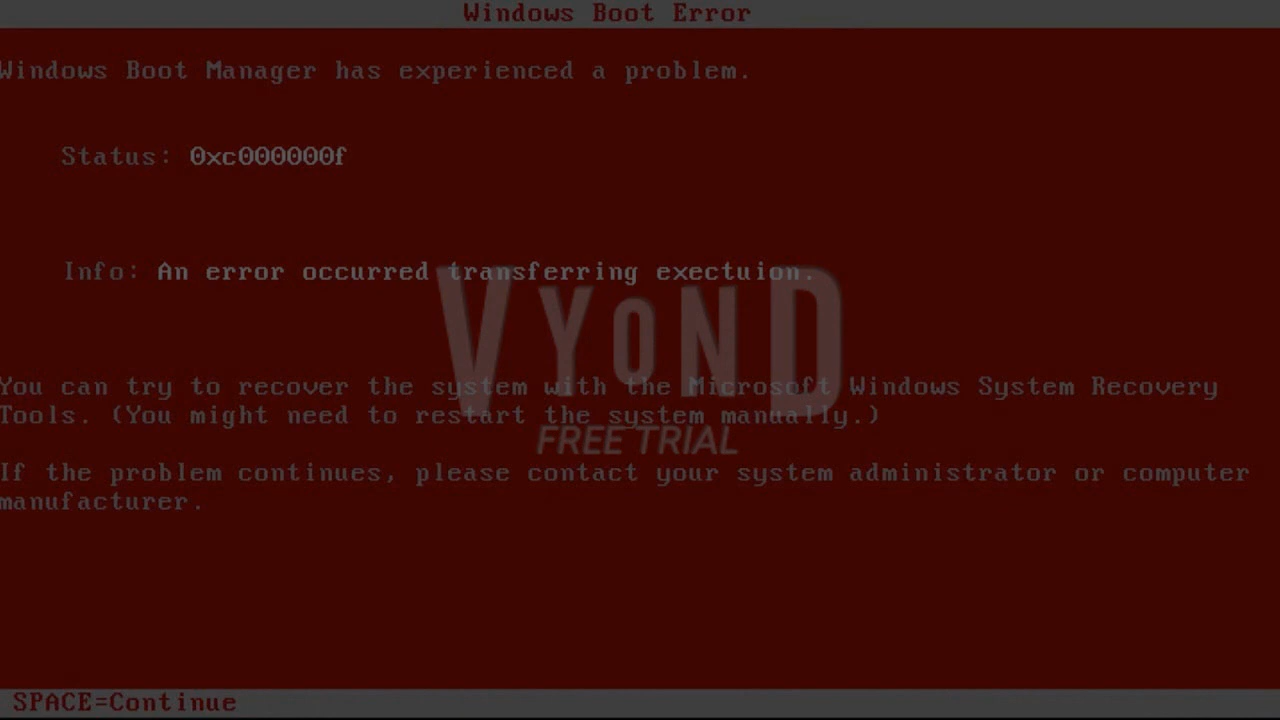 Windows Boot Error
Windows Boot Manager has experienced a problem.
Status: 0xc000000f
Info: An error occurred transferring exectuion.
VYOND
FREE TRIAL
You can try to recover the system with the Microsoft Windows System Recovery
Tools. (You might need to restart the system manually.)
If the problem continues, please contact your system administrator or computer
manufacturer.
SPACE=Continue